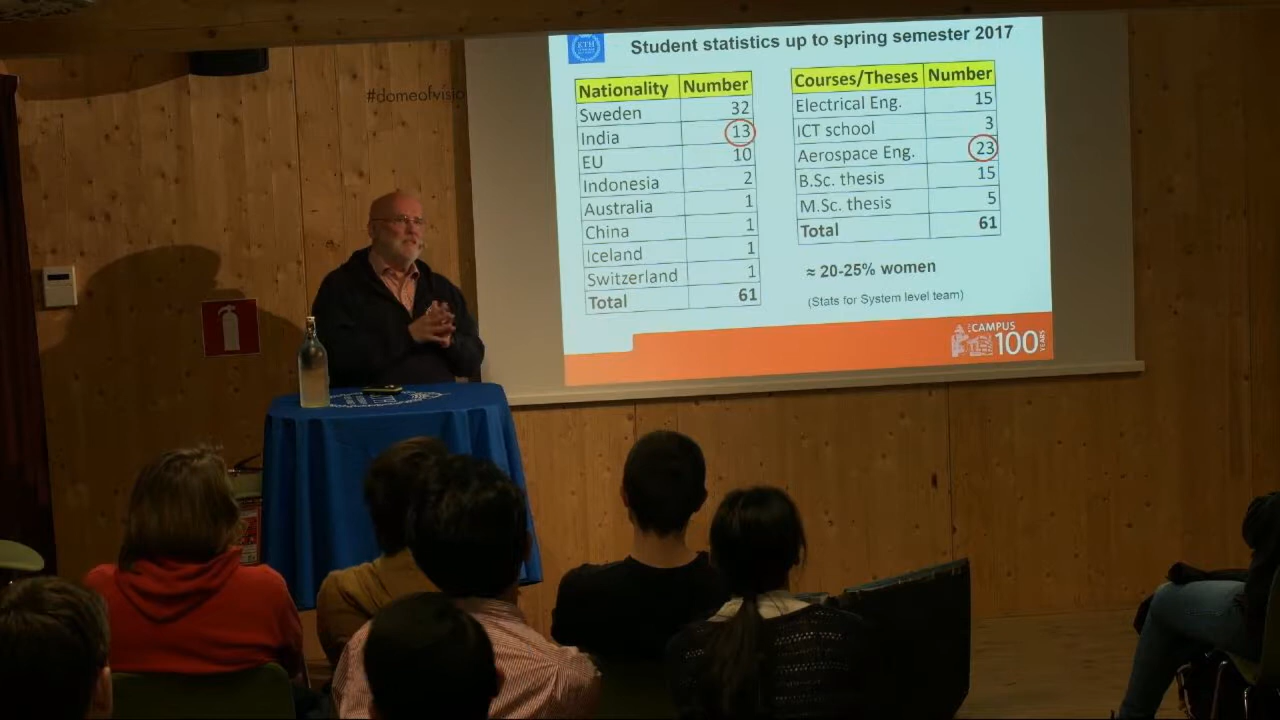 #domeofvisio
KTH
Student statistics up to spring semester 2017
Nationality Number
Sweden 32
India 13
EU 10
Indonesia 2
Australia 1
China 1
Iceland 1
Switzerland 1
Total 61
Courses/Theses Number
Electrical Eng. 15
ICT school 3
Aerospace Eng. 23
B.Sc. thesis 15
M.Sc. thesis 5
Total 61
≈ 20-25% women
(Stats for System level team)
CAMPUS
100
YEARS